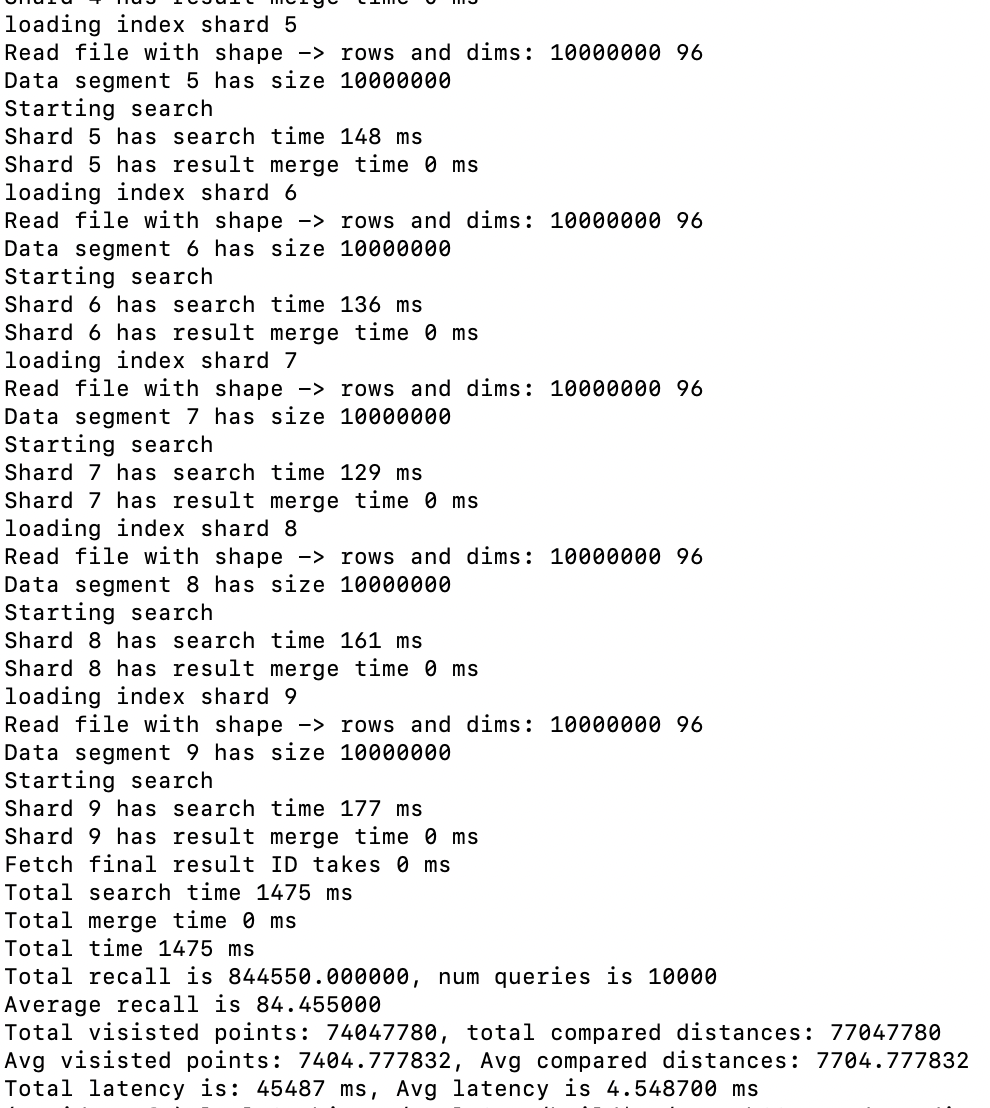 Shard 4 has result merge time 0 ms
loading index shard 5
Read file with shape -> rows and dims: 10000000 96
Data segment 5 has size 10000000
Starting search
Shard 5 has search time 148 ms
Shard 5 has result merge time 0 ms
loading index shard 6
Read file with shape -> rows and dims: 10000000 96
Data segment 6 has size 10000000
Starting search
Shard 6 has search time 136 ms
Shard 6 has result merge time 0 ms
loading index shard 7
Read file with shape -> rows and dims: 10000000 96
Data segment 7 has size 10000000
Starting search
Shard 7 has search time 129 ms
Shard 7 has result merge time 0 ms
loading index shard 8
Read file with shape -> rows and dims: 10000000 96
Data segment 8 has size 10000000
Starting search
Shard 8 has search time 161 ms
Shard 8 has result merge time 0 ms
loading index shard 9
Read file with shape -> rows and dims: 10000000 96
Data segment 9 has size 10000000
Starting search
Shard 9 has search time 177 ms
Shard 9 has result merge time 0 ms
Fetch final result ID takes 0 ms
Total search time 1475 ms
Total merge time 0 ms
Total time 1475 ms
Total recall is 844550.000000, num queries is 10000
Average recall is 84.455000
Total visisted points: 74047780, total compared distances: 77047780
Avg visisted points: 7404.777832, Avg compared distances: 7704.777832
Total latency is: 45487 ms, Avg latency is 4.548700 ms